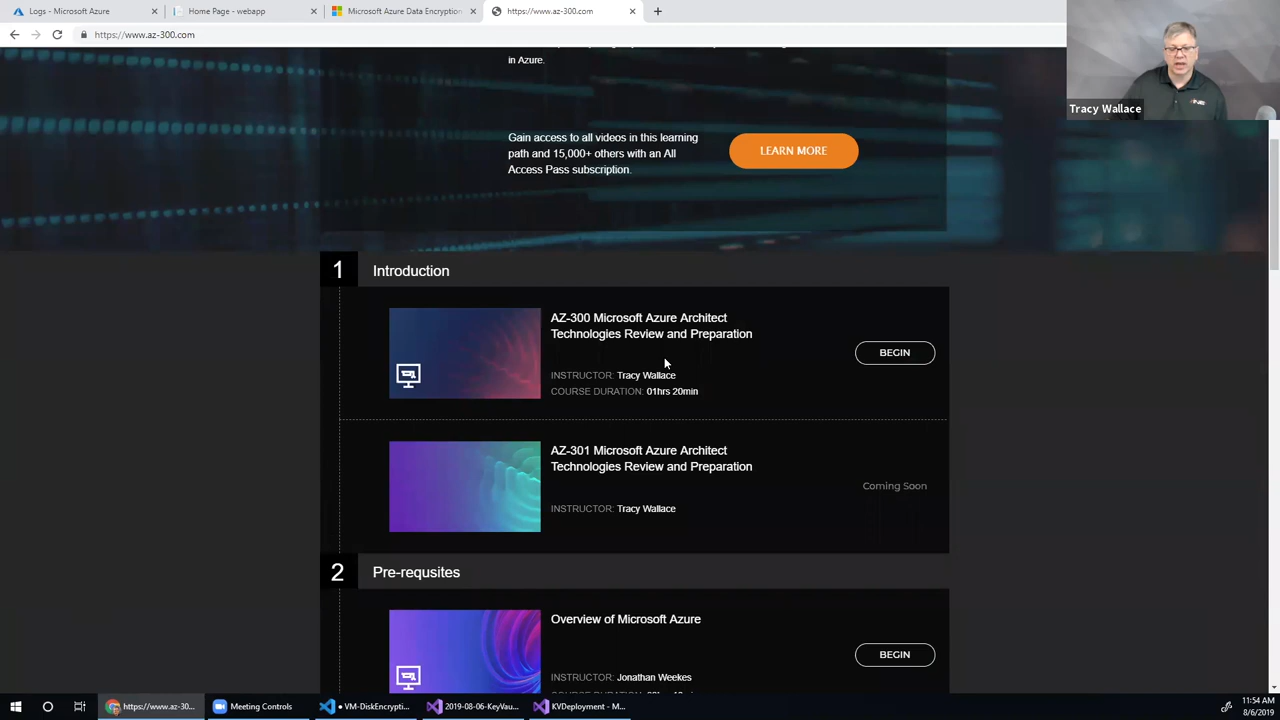 Logs - Microsoft Azure
Home Page - webapp
Microsoft Azure Data Encryption
https://www.az-300.com
https://www.az-300.com
Tracy Wallace
in Azure.
Gain access to all videos in this learning
path and 15,000+ others with an All
Access Pass subscription.
LEARN MORE
1
Introduction
AZ-300 Microsoft Azure Architect
Technologies Review and Preparation
INSTRUCTOR: Tracy Wallace
COURSE DURATION: 01hrs 20min
BEGIN
AZ-301 Microsoft Azure Architect
Technologies Review and Preparation
INSTRUCTOR: Tracy Wallace
Coming Soon
2
Pre-requsites
Overview of Microsoft Azure
INSTRUCTOR: Jonathan Weekes
BEGIN
https://www.az-30...
Meeting Controls
• VM-DiskEncrypti...
2019-08-06-KeyVau...
KVDeployment - M...
11:54 AM
8/6/2019